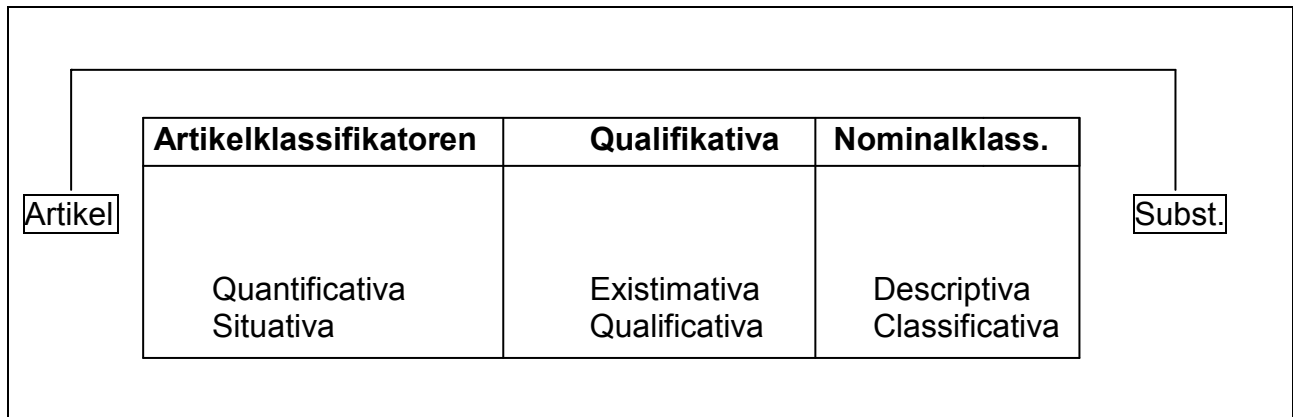 Artikelklassifikatoren Qualifikativa Nominalklass.
Artikel Subst.
Quantificativa Existimativa Descriptiva
Situativa Qualificativa Classificativa